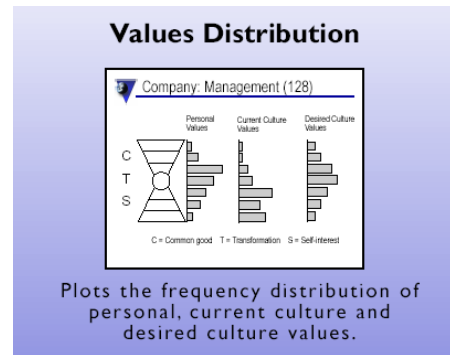 Values Distribution
Company: Management (128)
Personal Values
Current Culture Values
Desired Culture Values
C
T
S
C = Common good T = Transformation S = Self-interest
Plots the frequency distribution of
personal, current culture and
desired culture values.